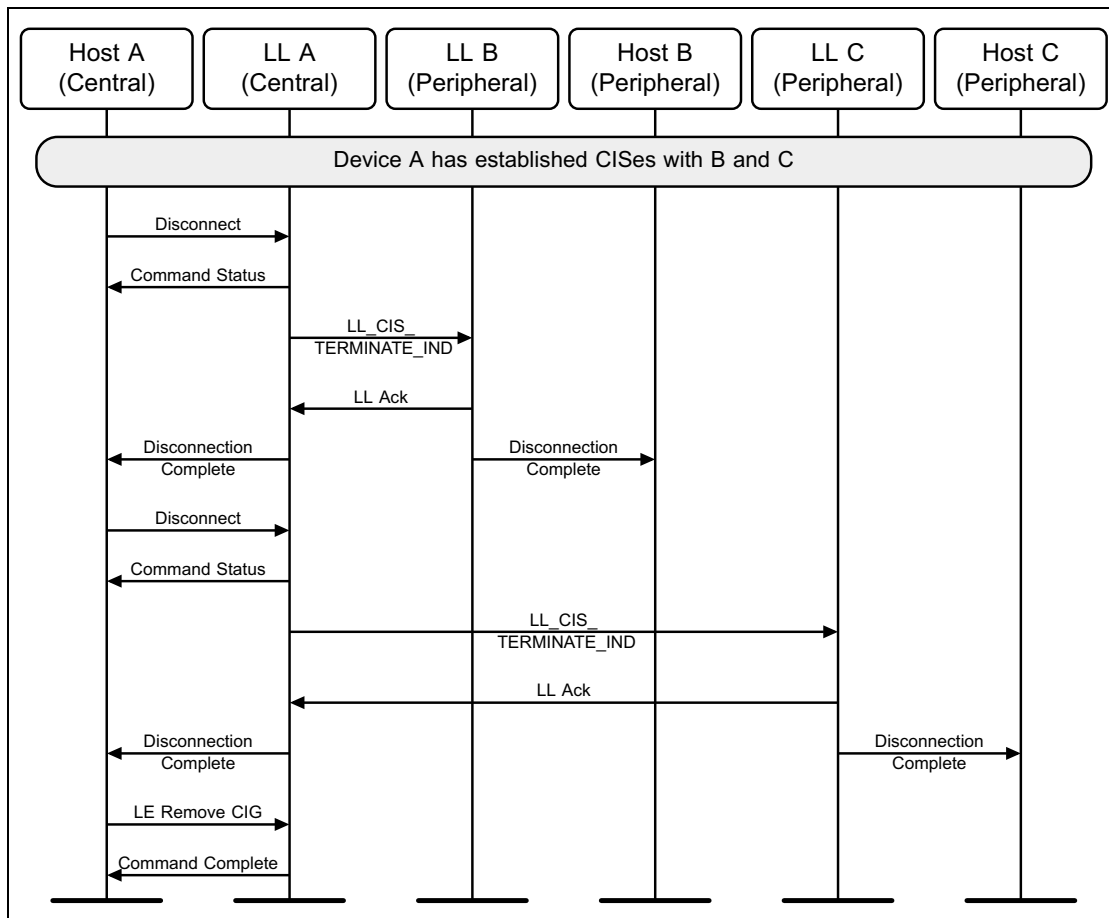 Host A
(Central)
LL A
(Central)
LL B
(Peripheral)
Host B
(Peripheral)
LL C
(Peripheral)
Host C
(Peripheral)
Device A has established CISes with B and C
Disconnect
Command Status
LL_CIS_
TERMINATE_IND
LL Ack
Disconnection
Complete
Disconnection
Complete
Disconnect
Command Status
LL_CIS_
TERMINATE_IND
LL Ack
Disconnection
Complete
Disconnection
Complete
LE Remove CIG
Command Complete